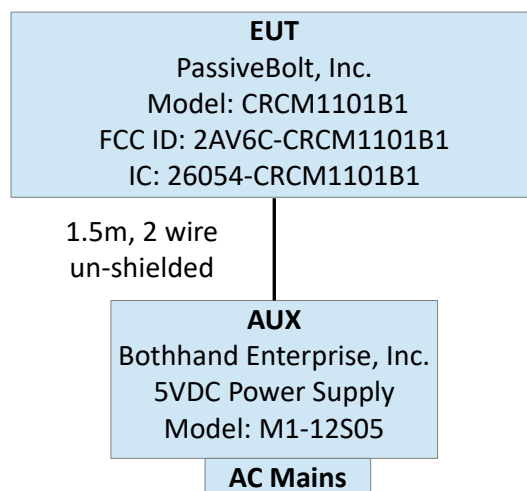 EUT
PassiveBolt, Inc.
Model: CRCM1101B1
FCC ID: 2AV6C-CRCM1101B1
IC: 26054-CRCM1101B1
1.5m, 2 wire
un-shielded
AUX
Bothhand Enterprise, Inc.
5VDC Power Supply
Model: M1-12S05
AC Mains